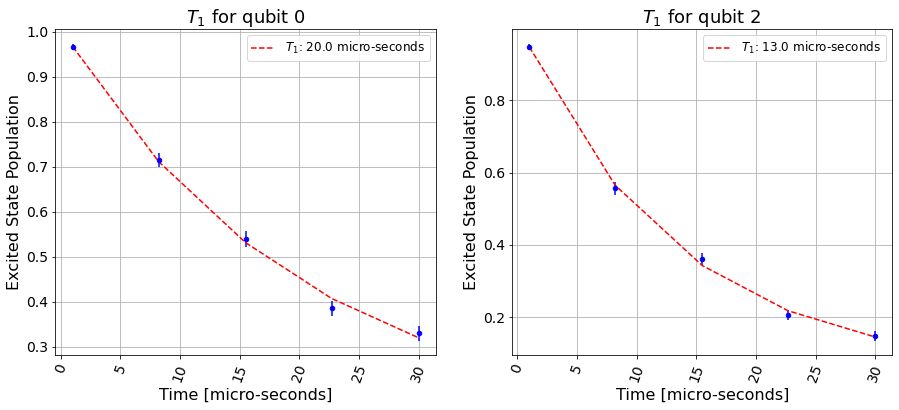 T1 for qubit 0
1.0
0.9
0.8
0.7
0.6
0.5
0.4
0.3
Excited State Population
T1: 20.0 micro-seconds
0 5 10 15 20 25 30
Time [micro-seconds]
T1 for qubit 2
0.8
0.6
0.4
0.2
Excited State Population
T1: 13.0 micro-seconds
0 5 10 15 20 25 30
Time [micro-seconds]